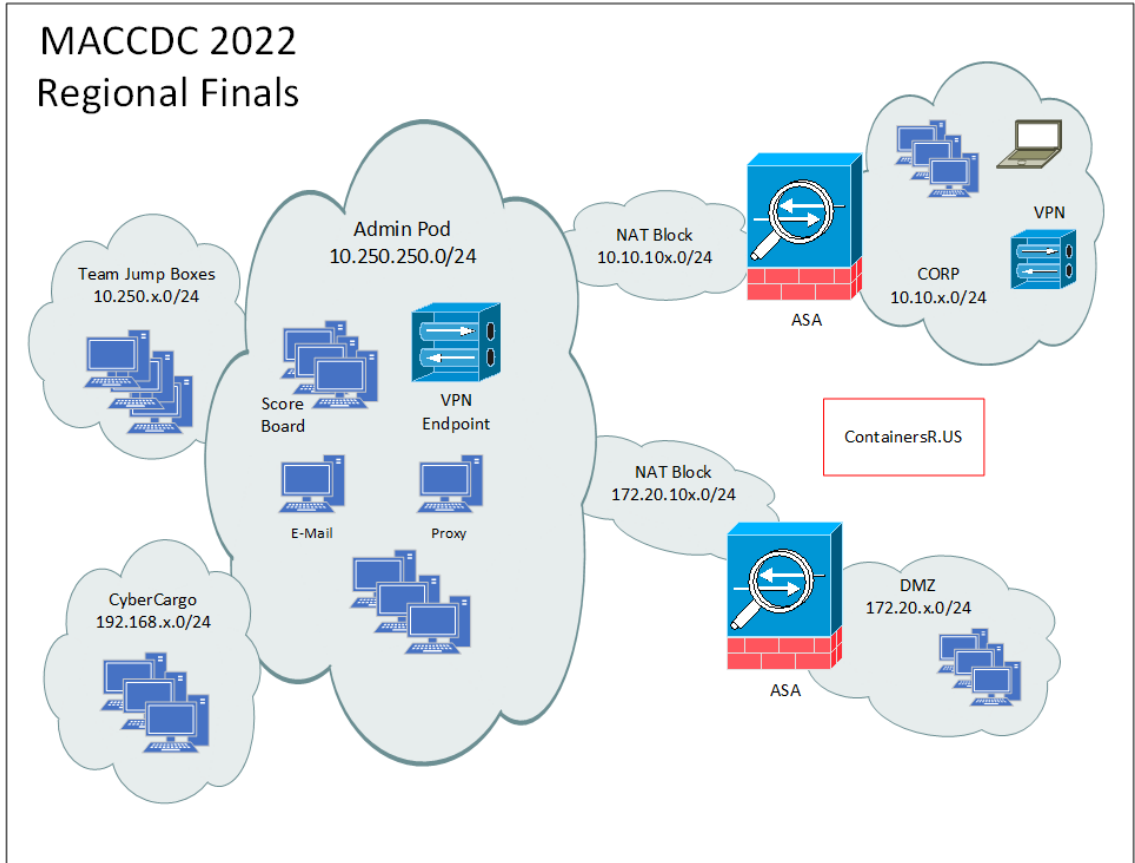 MACCDC 2022
Regional Finals
Team Jump Boxes
10.250.x.0/24
Admin Pod
10.250.250.0/24
Score
Board
VPN
Endpoint
E-Mail
Proxy
CyberCargo
192.168.x.0/24
NAT Block
10.10.10x.0/24
ASA
VPN
CORP
10.10.x.0/24
ContainersR.US
NAT Block
172.20.10x.0/24
ASA
DMZ
172.20.x.0/24